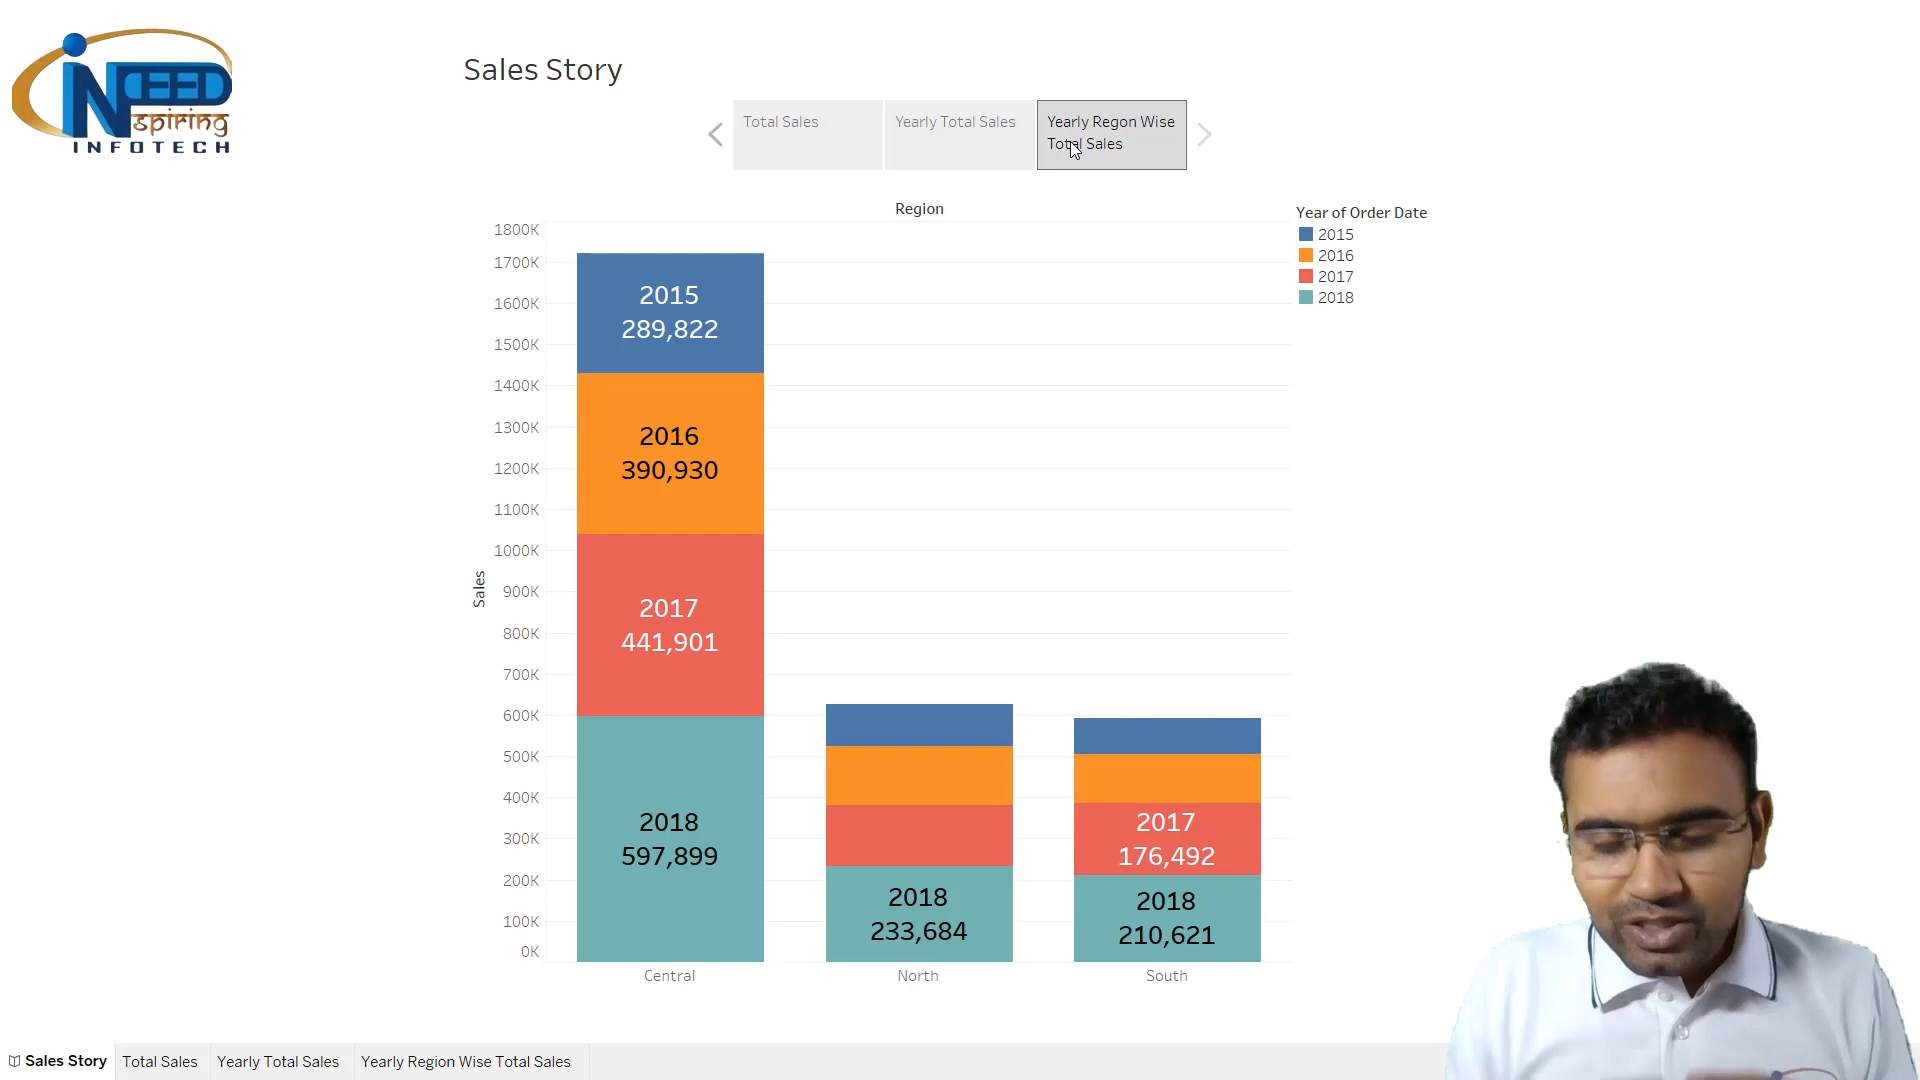 iNCEED
Nspiring
INFOTECH
Sales Story
Total Sales
Yearly Total Sales
Yearly Regon Wise
Total Sales
Region
Year of Order Date
2015
2016
2017
2018
1800K
1700K
1600K
1500K
1400K
1300K
1200K
1100K
1000K
900K
800K
700K
600K
500K
400K
300K
200K
100K
0K
Sales
2015
289,822
2016
390,930
2017
441,901
2018
597,899
2018
233,684
2017
176,492
2018
210,621
Central
North
South
Sales Story
Total Sales
Yearly Total Sales
Yearly Region Wise Total Sales